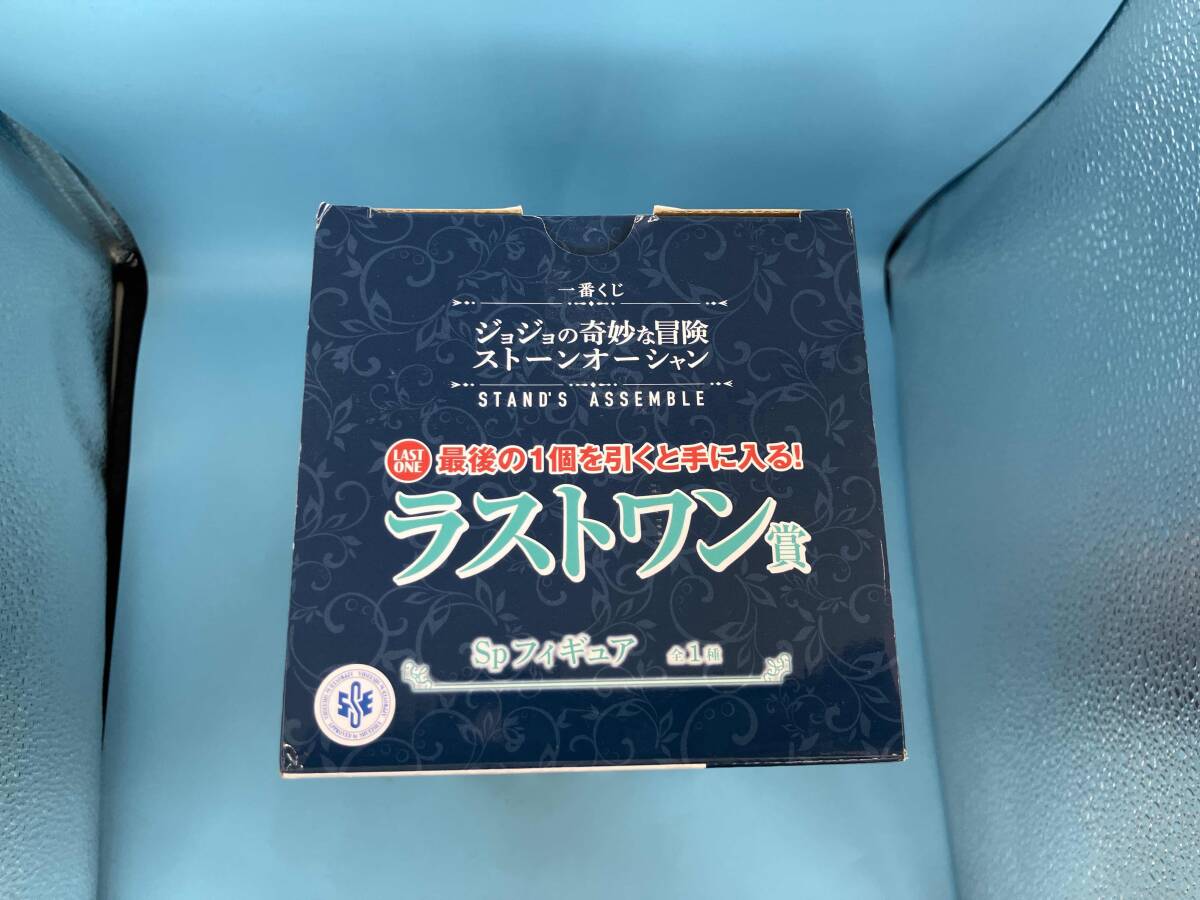 一番くじ
ジョジョの奇妙な冒険
ストーンオーシャン
STAND'S ASSEMBLE
LAST ONE
最後の1個を引くと手に入る!
ラストワン賞
Spフィギュア 全1種